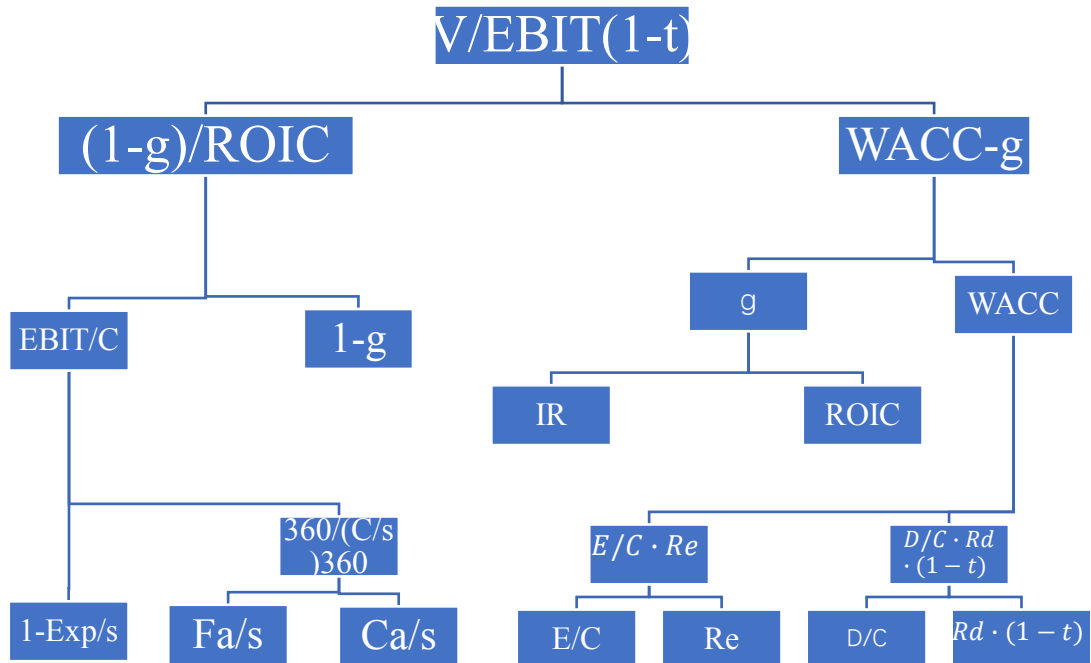 V/EBIT(1-t)
(1-g)/ROIC
WACC-g
EBIT/C
1-g
g
WACC
IR
ROIC
360/(C/s
)360
E/C · Re
D/C · Rd
· (1 − t)
1-Exp/s
Fa/s
Ca/s
E/C
Re
D/C
Rd · (1 − t)